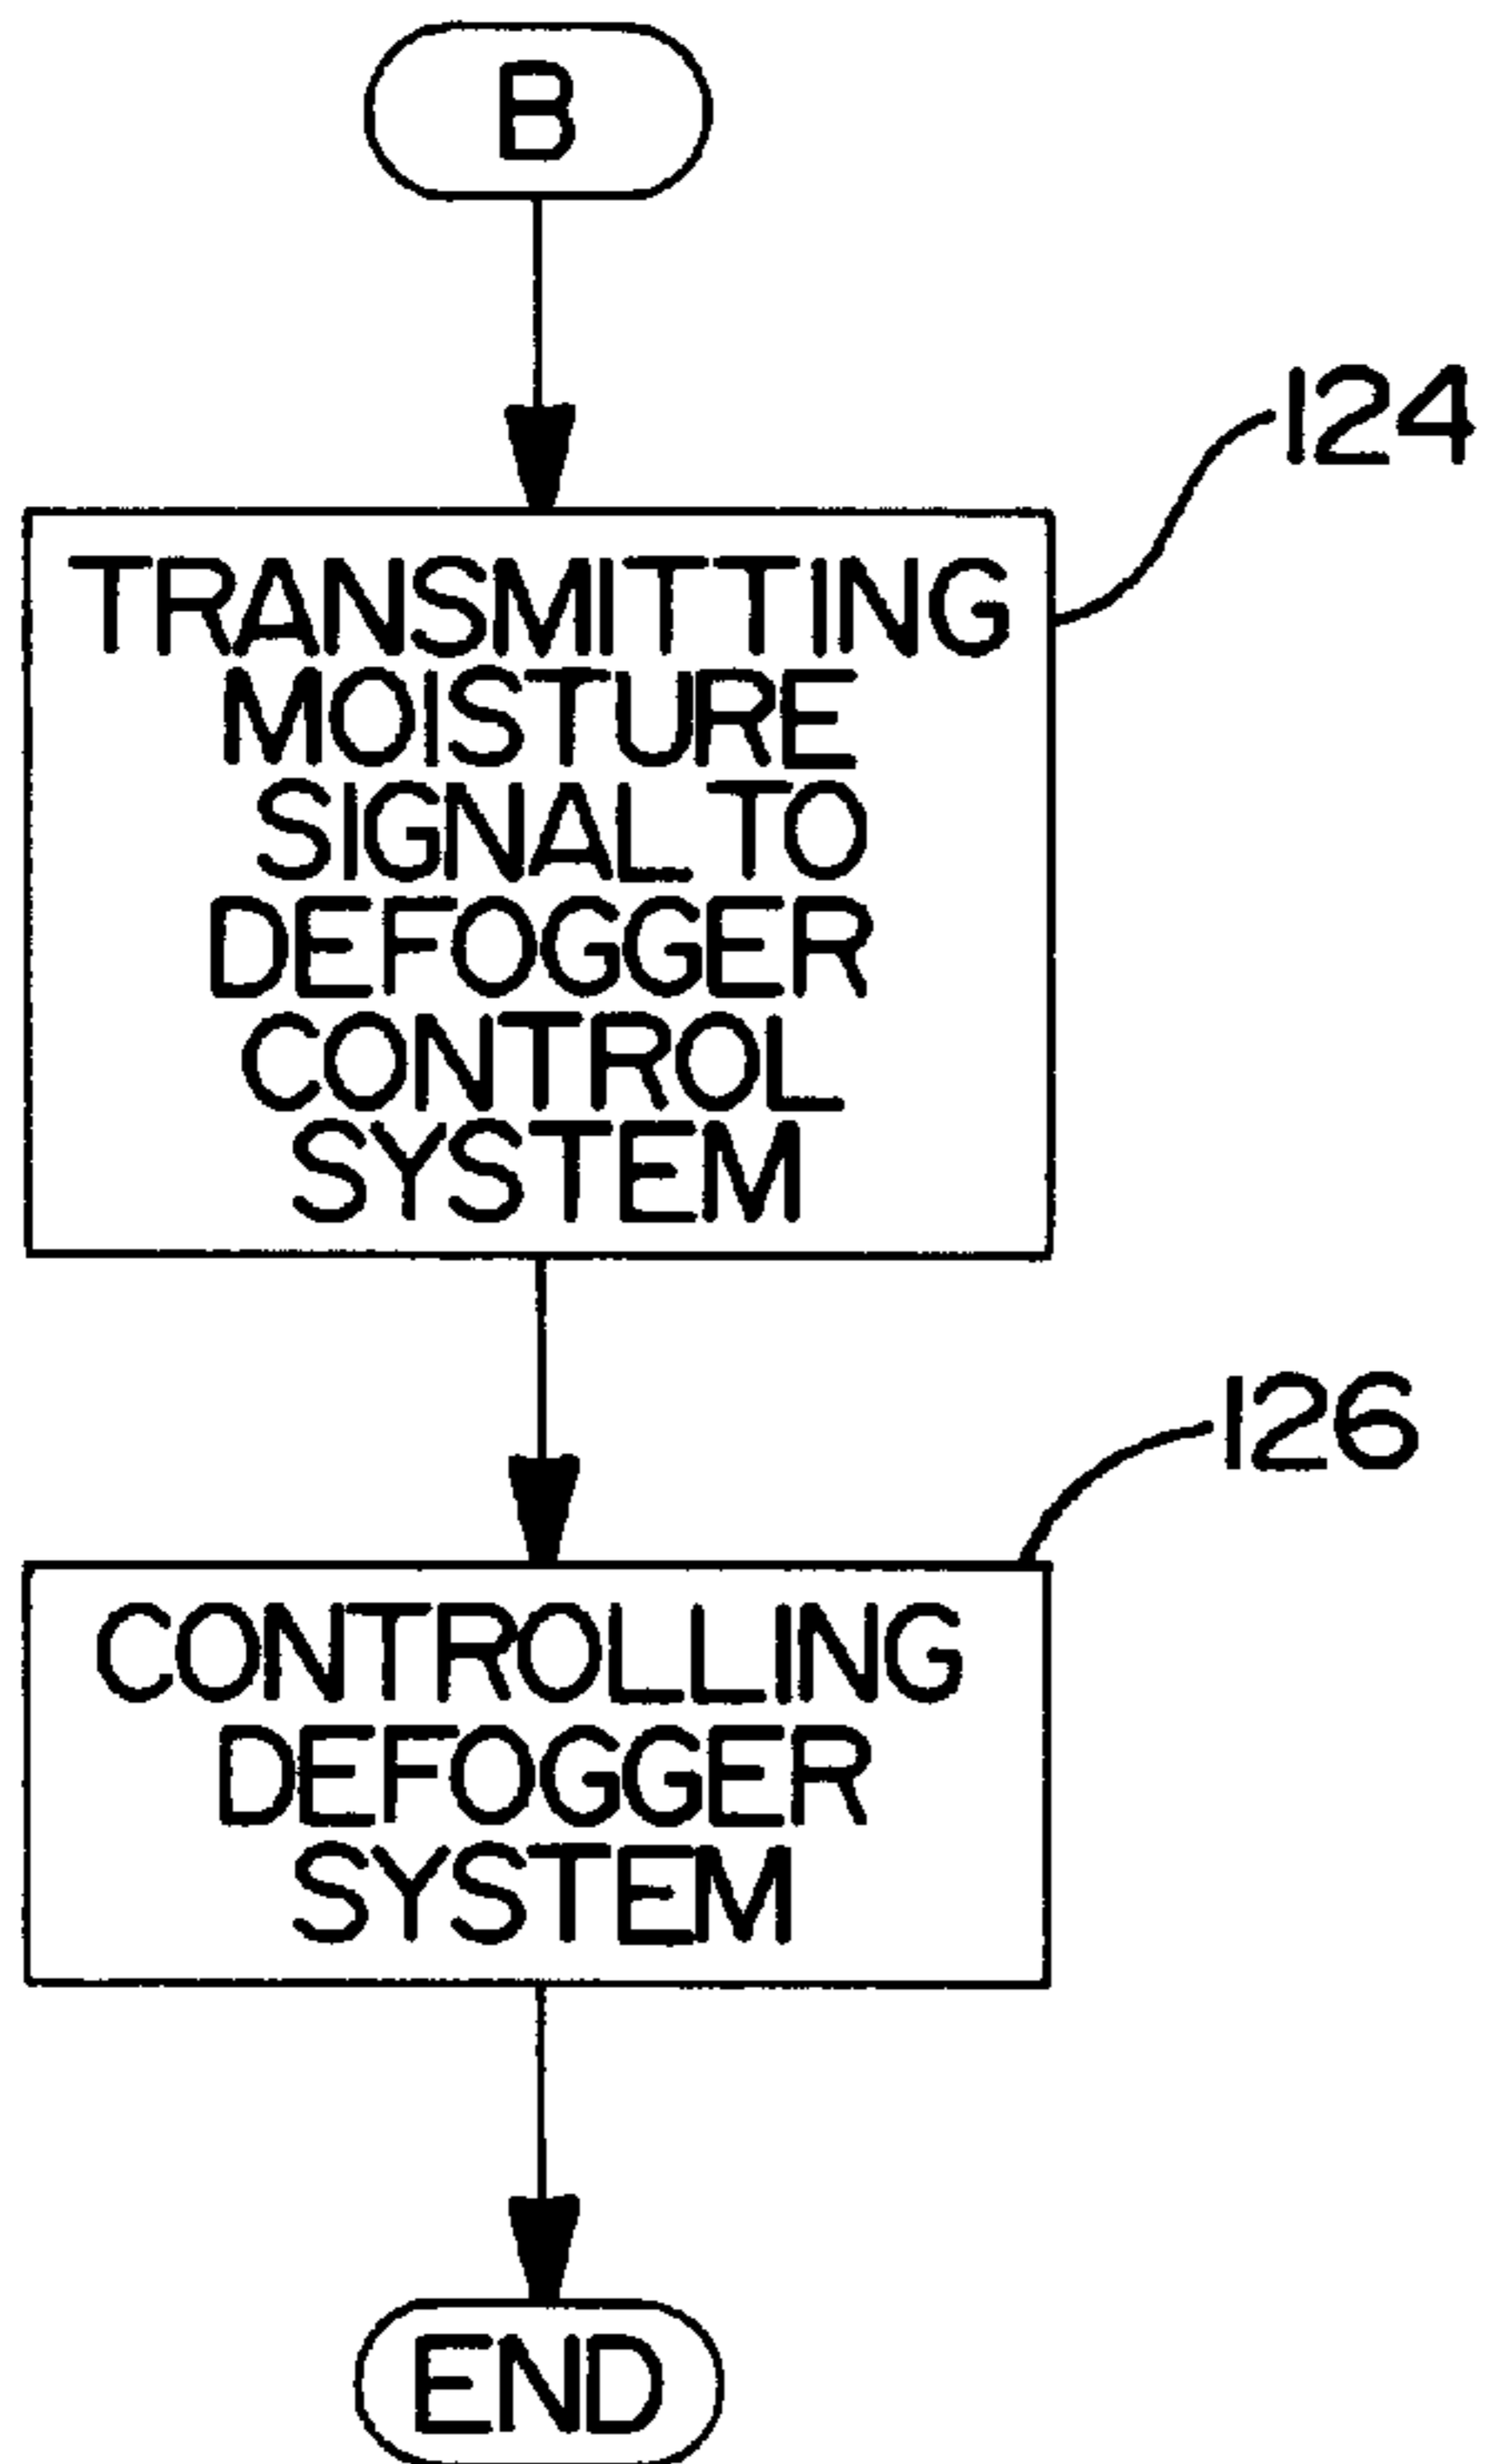 B
124
TRANSMITTING
MOISTURE
SIGNAL TO
DEFOGGER
CONTROL
SYSTEM
126
CONTROLLING
DEFOGGER
SYSTEM
END